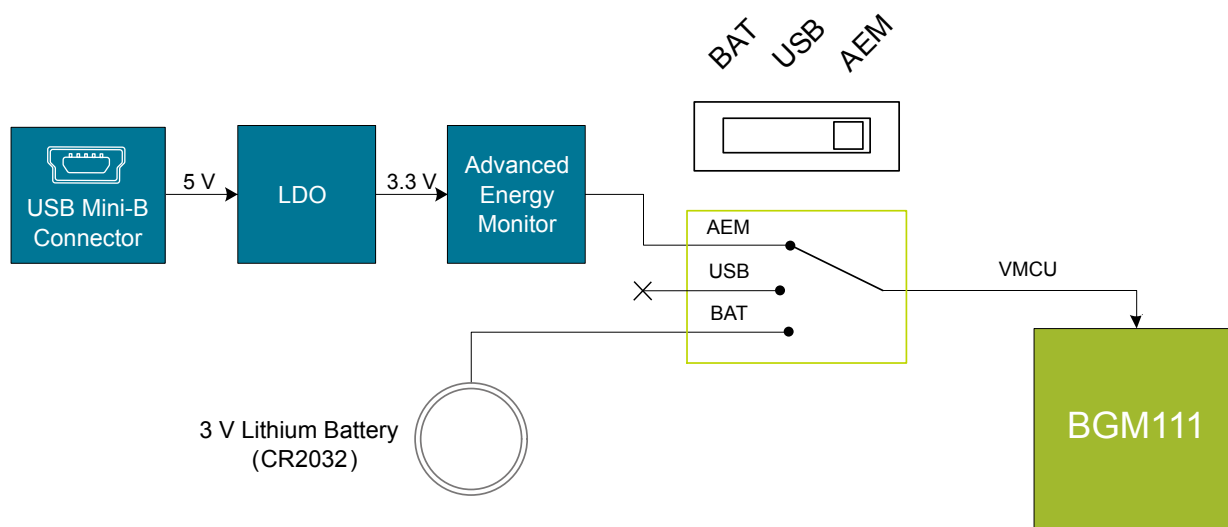 BAT
USB
AEM
USB Mini-B
Connector
5 V
LDO
3.3 V
Advanced
Energy
Monitor
AEM
USB
BAT
VMCU
3 V Lithium Battery
(CR2032)
BGM111